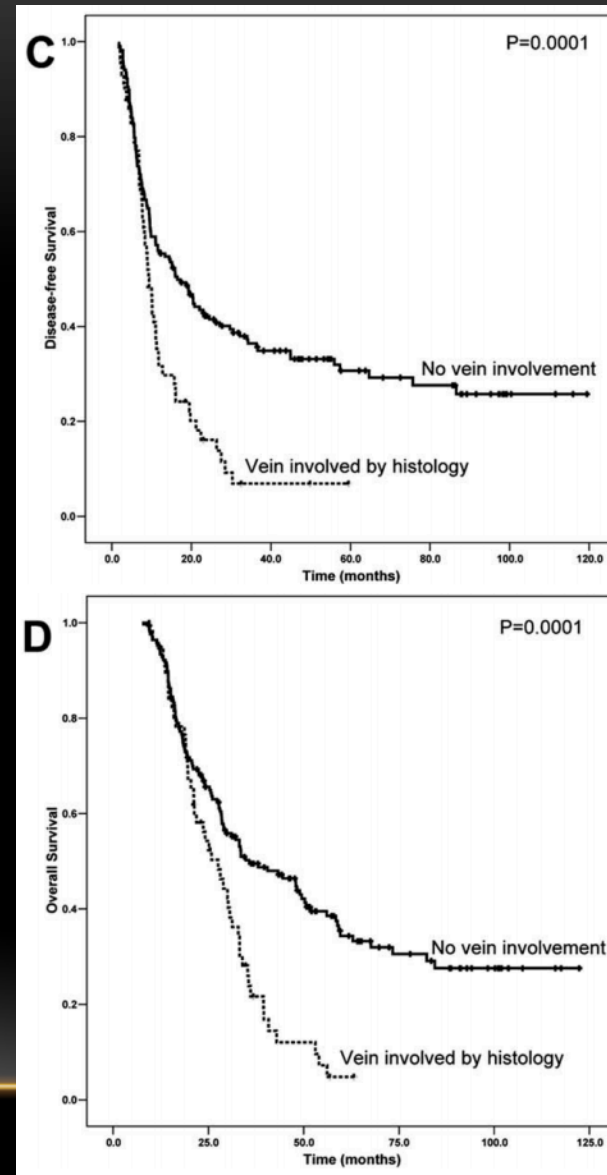 C
P=0.0001
1.0
0.8
0.6
0.4
0.2
0.0
Disease-free Survival
No vein involvement
Vein involved by histology
0.0 20.0 40.0 60.0 80.0 100.0 120.0
Time (months)
D
P=0.0001
1.0
0.8
0.6
0.4
0.2
0.0
Overall Survival
No vein involvement
Vein involved by histology
0.0 25.0 50.0 75.0 100.0 125.0
Time (months)